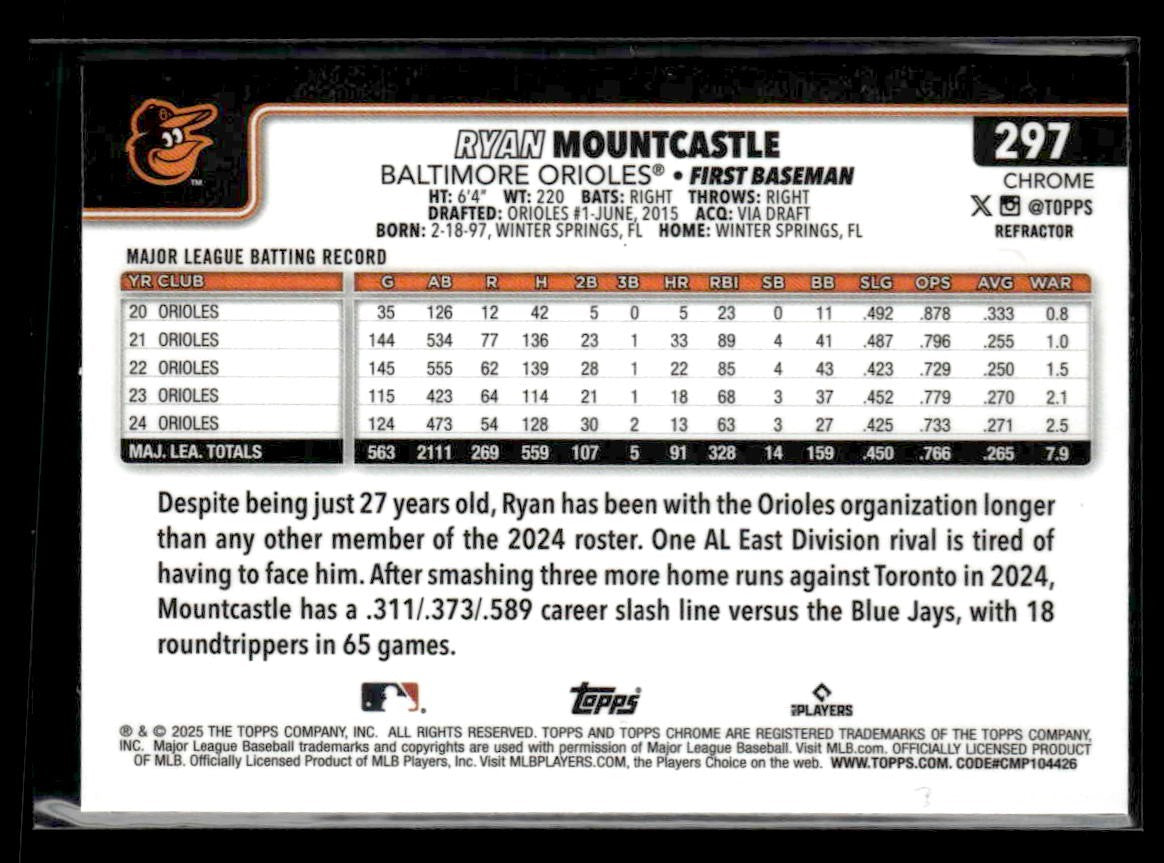 RYAN MOUNTCASTLE
297
BALTIMORE ORIOLES® • FIRST BASEMAN
CHROME
HT: 6'4" WT: 220 BATS: RIGHT THROWS: RIGHT
DRAFTED: ORIOLES #1-JUNE, 2015 ACQ: VIA DRAFT
@TOPPS
BORN: 2-18-97, WINTER SPRINGS, FL HOME: WINTER SPRINGS, FL
REFRACTOR
TM
MAJOR LEAGUE BATTING RECORD
YR CLUB G AB R H 2B 3B HR RBI SB BB SLG OPS AVG WAR
20 ORIOLES 35 126 12 42 5 0 5 23 0 11 .492 .878 .333 0.8
21 ORIOLES 144 534 77 136 23 1 33 89 4 41 .487 .796 .255 1.0
22 ORIOLES 145 555 62 139 28 1 22 85 4 43 .423 .729 .250 1.5
23 ORIOLES 115 423 64 114 21 1 18 68 3 37 .452 .779 .270 2.1
24 ORIOLES 124 473 54 128 30 2 13 63 3 27 .425 .733 .271 2.5
MAJ. LEA. TOTALS 563 2111 269 559 107 5 91 328 14 159 .450 .766 .265 7.9
Despite being just 27 years old, Ryan has been with the Orioles organization longer
than any other member of the 2024 roster. One AL East Division rival is tired of
having to face him. After smashing three more home runs against Toronto in 2024,
Mountcastle has a .311/.373/.589 career slash line versus the Blue Jays, with 18
roundtrippers in 65 games.
Topps®
PLAYERS
® & © 2025 THE TOPPS COMPANY, INC. ALL RIGHTS RESERVED. TOPPS AND TOPPS CHROME ARE REGISTERED TRADEMARKS OF THE TOPPS COMPANY,
INC. Major League Baseball trademarks and copyrights are used with permission of Major League Baseball. Visit MLB.com. OFFICIALLY LICENSED PRODUCT
OF MLB. Officially Licensed Product of MLB Players, Inc. Visit MLBPLAYERS.COM, the Players Choice on the web. WWW.TOPPS.COM. CODE#CMP104426